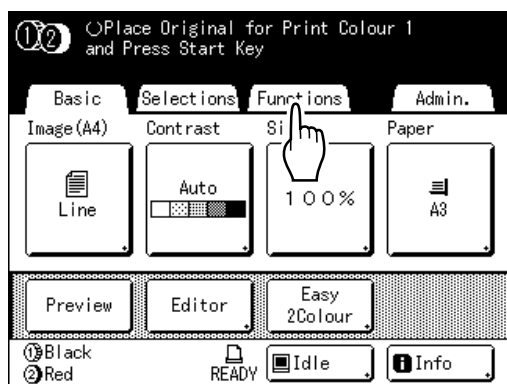 ①② Place Original for Print Colour 1
and Press Start Key
Basic Selections Functions Admin.
Image(A4) Contrast Paper
Line
Auto
100%
A3
Preview Editor
Easy
2Colour
①Black
②Red
READY
Idle
Info